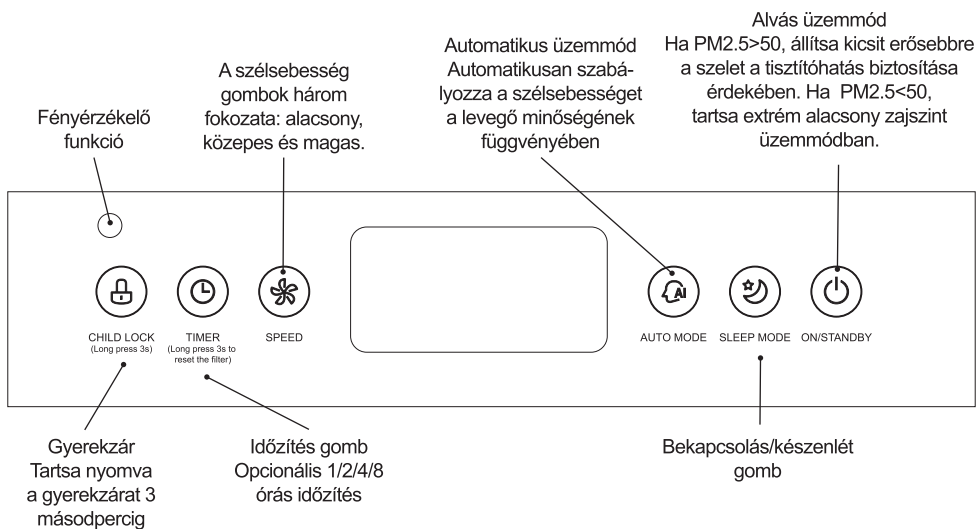 Fényérzékelő
funkció
A szélsebesség
gombok három
fokozata: alacsony,
közepes és magas.
Automatikus üzemmód
Automatikusan szabá-
lyozza a szélsebességet
a levegő minőségének
függvényében
Alvás üzemmód
Ha PM2.5>50, állítsa kicsit erősebbre
a szelet a tisztítóhatás biztosítása
érdekében. Ha PM2.5<50,
tartsa extrém alacsony zajszint
üzemmódban.
AI
CHILD LOCK
(Long press 3s)
TIMER
(Long press 3s to
reset the filter)
SPEED
AUTO MODE
SLEEP MODE
ON/STANDBY
Gyerekzár
Tartsa nyomva
a gyerekzárat 3
másodpercig
Időzítés gomb
Opcionális 1/2/4/8
órás időzítés
Bekapcsolás/készenlét
gomb